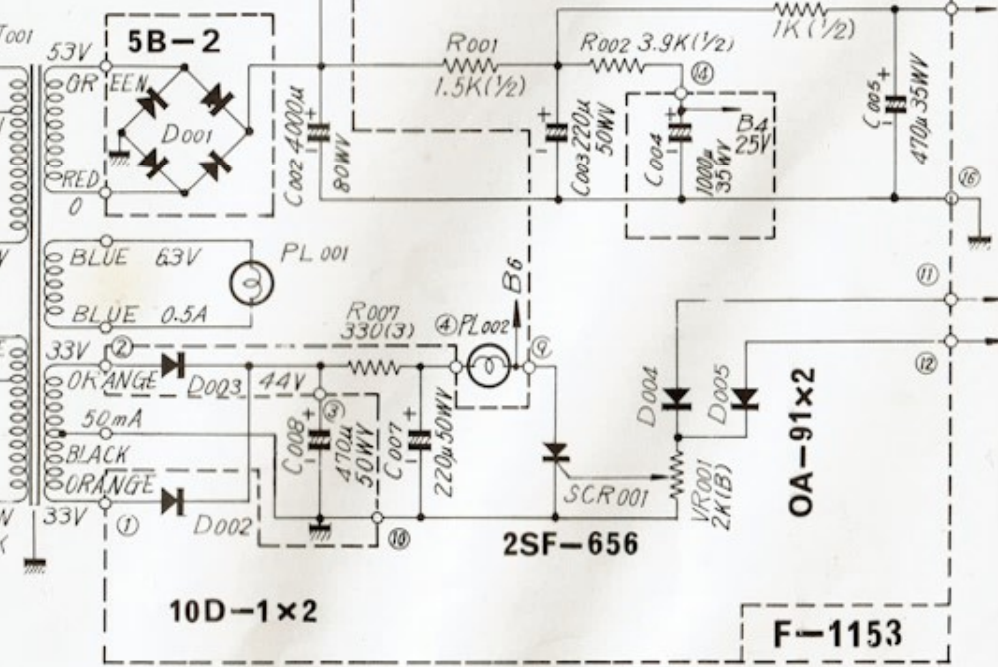 T001
53V
5B-2
GREEN
D001
RED
0
C002 400µ
80WV
+
-
R001
1.5K(½)
R002 3.9K(½)
1K(½)
⑭
+
-
C003 220µ
50WV
C004
+
-
1000µ
35WV
B4
25V
C005
+
-
470µ 35WV
⑯
BLUE 6.3V
PL001
BLUE 0.5A
B6
⑪
⑫
R007
330(3)
④ PL002
⑨
33V
②
ORANGE
D003
44V
③
50mA
BLACK
ORANGE
33V
①
D002
C008
+
-
470µ
50WV
C007
+
-
220µ 50WV
⑩
SCR001
2SF-656
D004
D005
VR001
2K(B)
OA-91×2
10D-1×2
F-1153